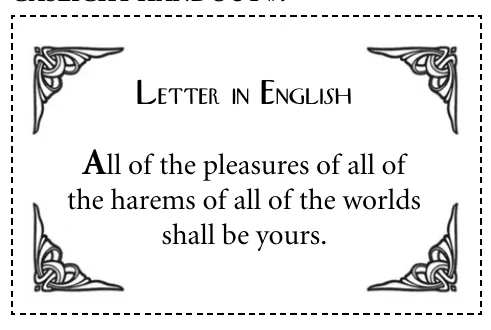 Letter in English
All of the pleasures of all of
the harems of all of the worlds
shall be yours.